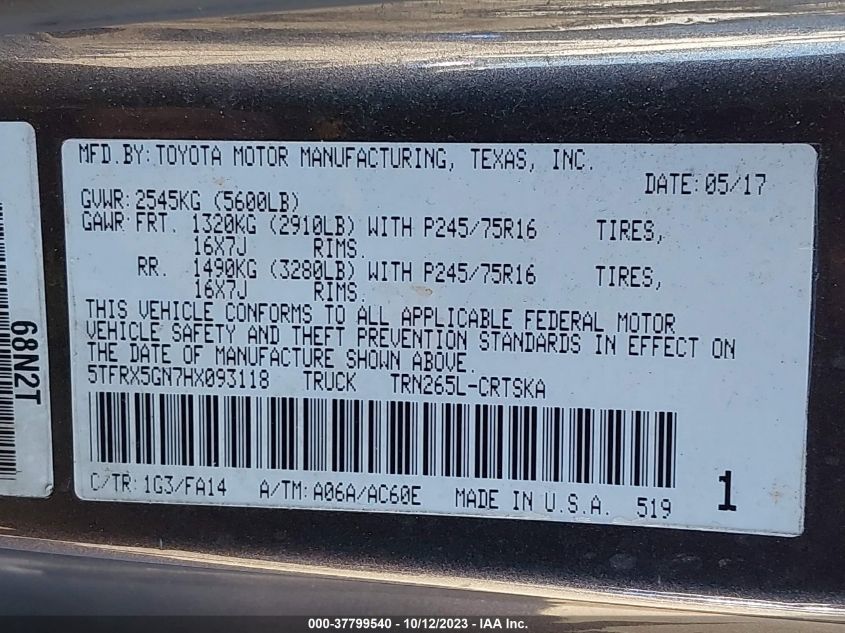 MFD.BY:TOYOTA MOTOR MANUFACTURING, TEXAS, INC.
DATE:05/17
GVWR:2545KG (5600LB)
GAWR:FRT. 1320KG (2910LB) WITH P245/75R16 TIRES,
16X7J RIMS.
RR. 1490KG (3280LB) WITH P245/75R16 TIRES,
16X7J RIMS.
THIS VEHICLE CONFORMS TO ALL APPLICABLE FEDERAL MOTOR
VEHICLE SAFETY AND THEFT PREVENTION STANDARDS IN EFFECT ON
THE DATE OF MANUFACTURE SHOWN ABOVE.
5TFRX5GN7HX093118 TRUCK TRN265L-CRTSKA
C/TR:1G3/FA14 A/TM:A06A/AC60E MADE IN U.S.A. 519 1
68N2T
000-37799540 - 10/12/2023 - IAA Inc.